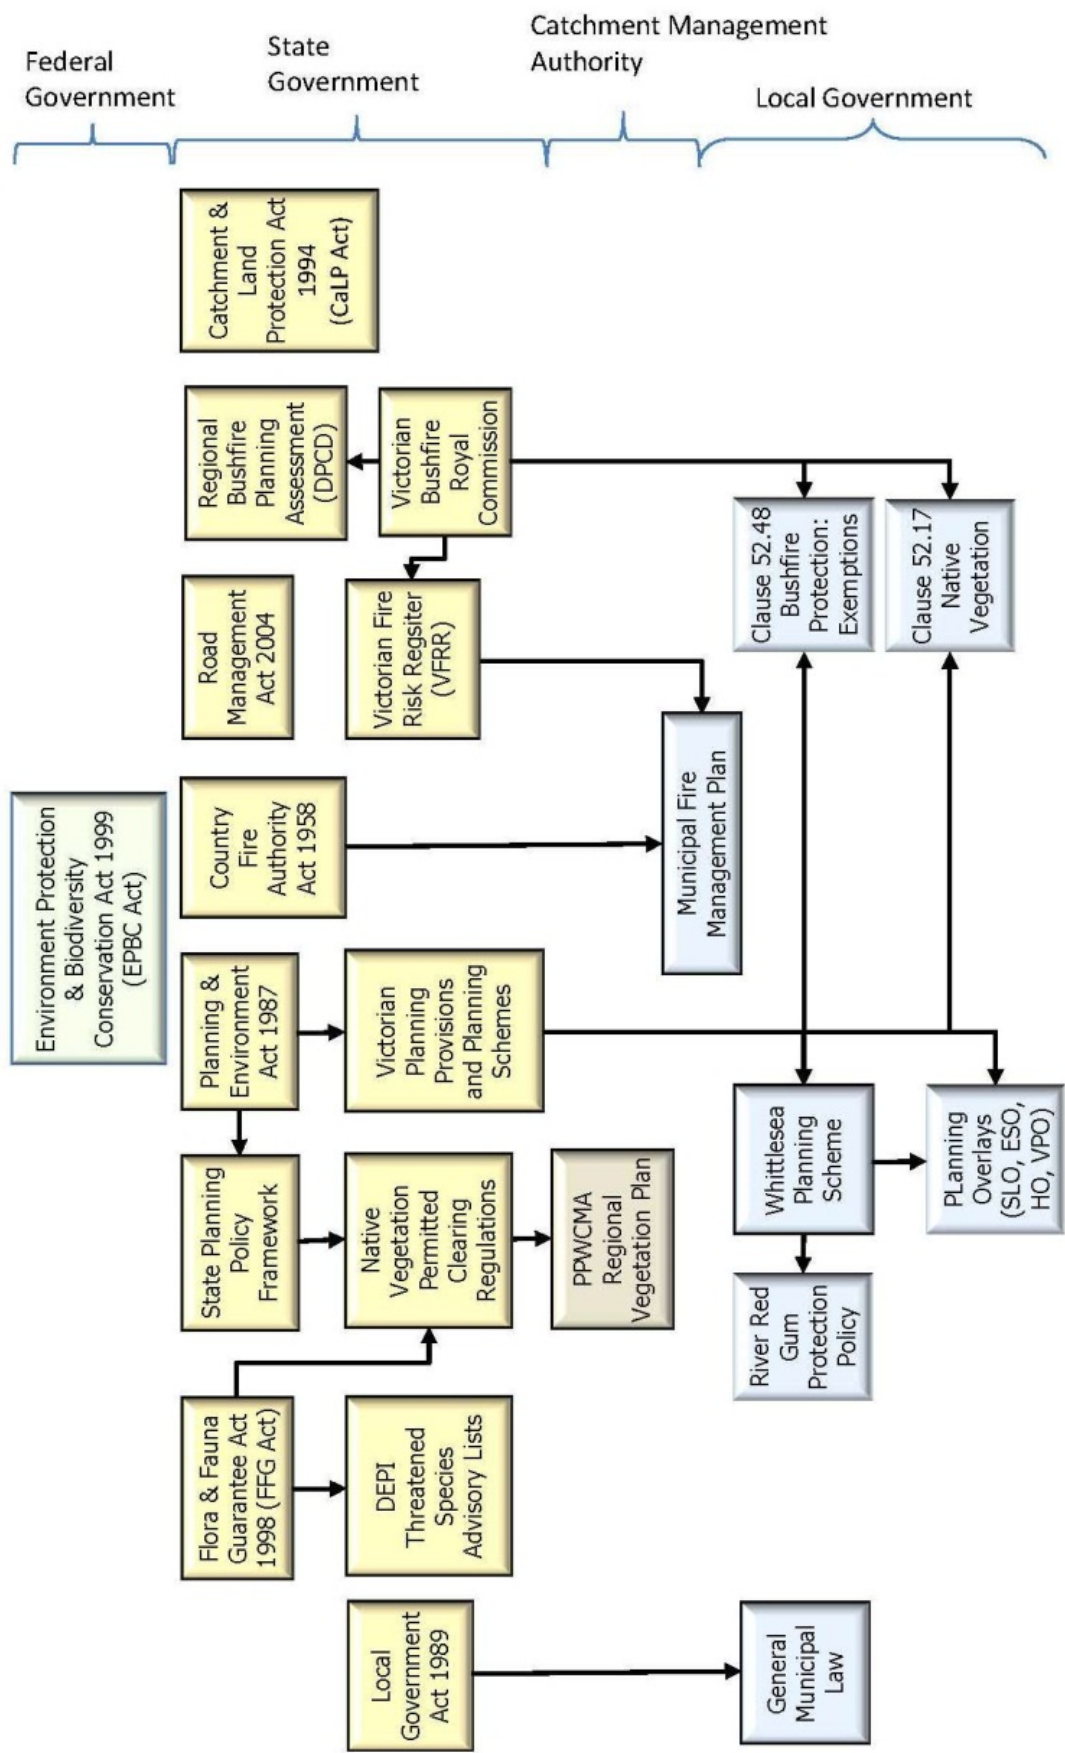 Federal
Government
State
Government
Catchment Management
Authority
Local Government
Environment Protection
& Biodiversity
Conservation Act 1999
(EPBC Act)
Flora & Fauna
Guarantee Act
1998 (FFG Act)
State Planning
Policy
Framework
Planning &
Environment
Act 1987
Country
Fire
Authority
Act 1958
Road
Management
Act 2004
Regional
Bushfire
Planning
Assessment
(DPCD)
Catchment &
Land
Protection Act
1994
(CaLP Act)
Local
Government
Act 1989
DEPI
Threatened
Species
Advisory Lists
Native
Vegetation
Permitted
Clearing
Regulations
Victorian
Planning
Provisions
and Planning
Schemes
Victorian Fire
Risk Regsiter
(VFRR)
Victorian
Bushfire
Royal
Commission
PPWCMA
Regional
Vegetation Plan
Municipal Fire
Management Plan
General
Municipal
Law
River Red
Gum
Protection
Policy
Whittlesea
Planning
Scheme
Clause 52.48
Bushfire
Protection:
Exemptions
PLanning
Overlays
(SLO, ESO,
HO, VPO)
Clause 52.17
Native
Vegetation